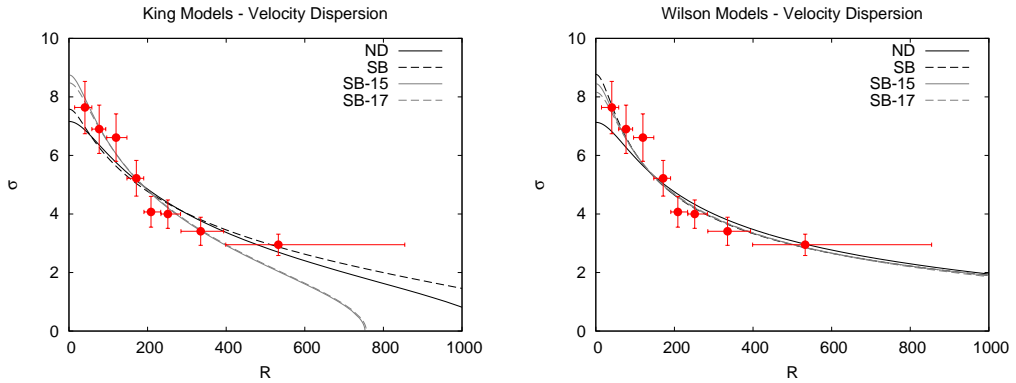 King Models - Velocity Dispersion
10
8
6
4
2
0
σ
ND
SB
SB-15
SB-17
0 200 400 600 800 1000
R
Wilson Models - Velocity Dispersion
10
8
6
4
2
0
σ
ND
SB
SB-15
SB-17
0 200 400 600 800 1000
R